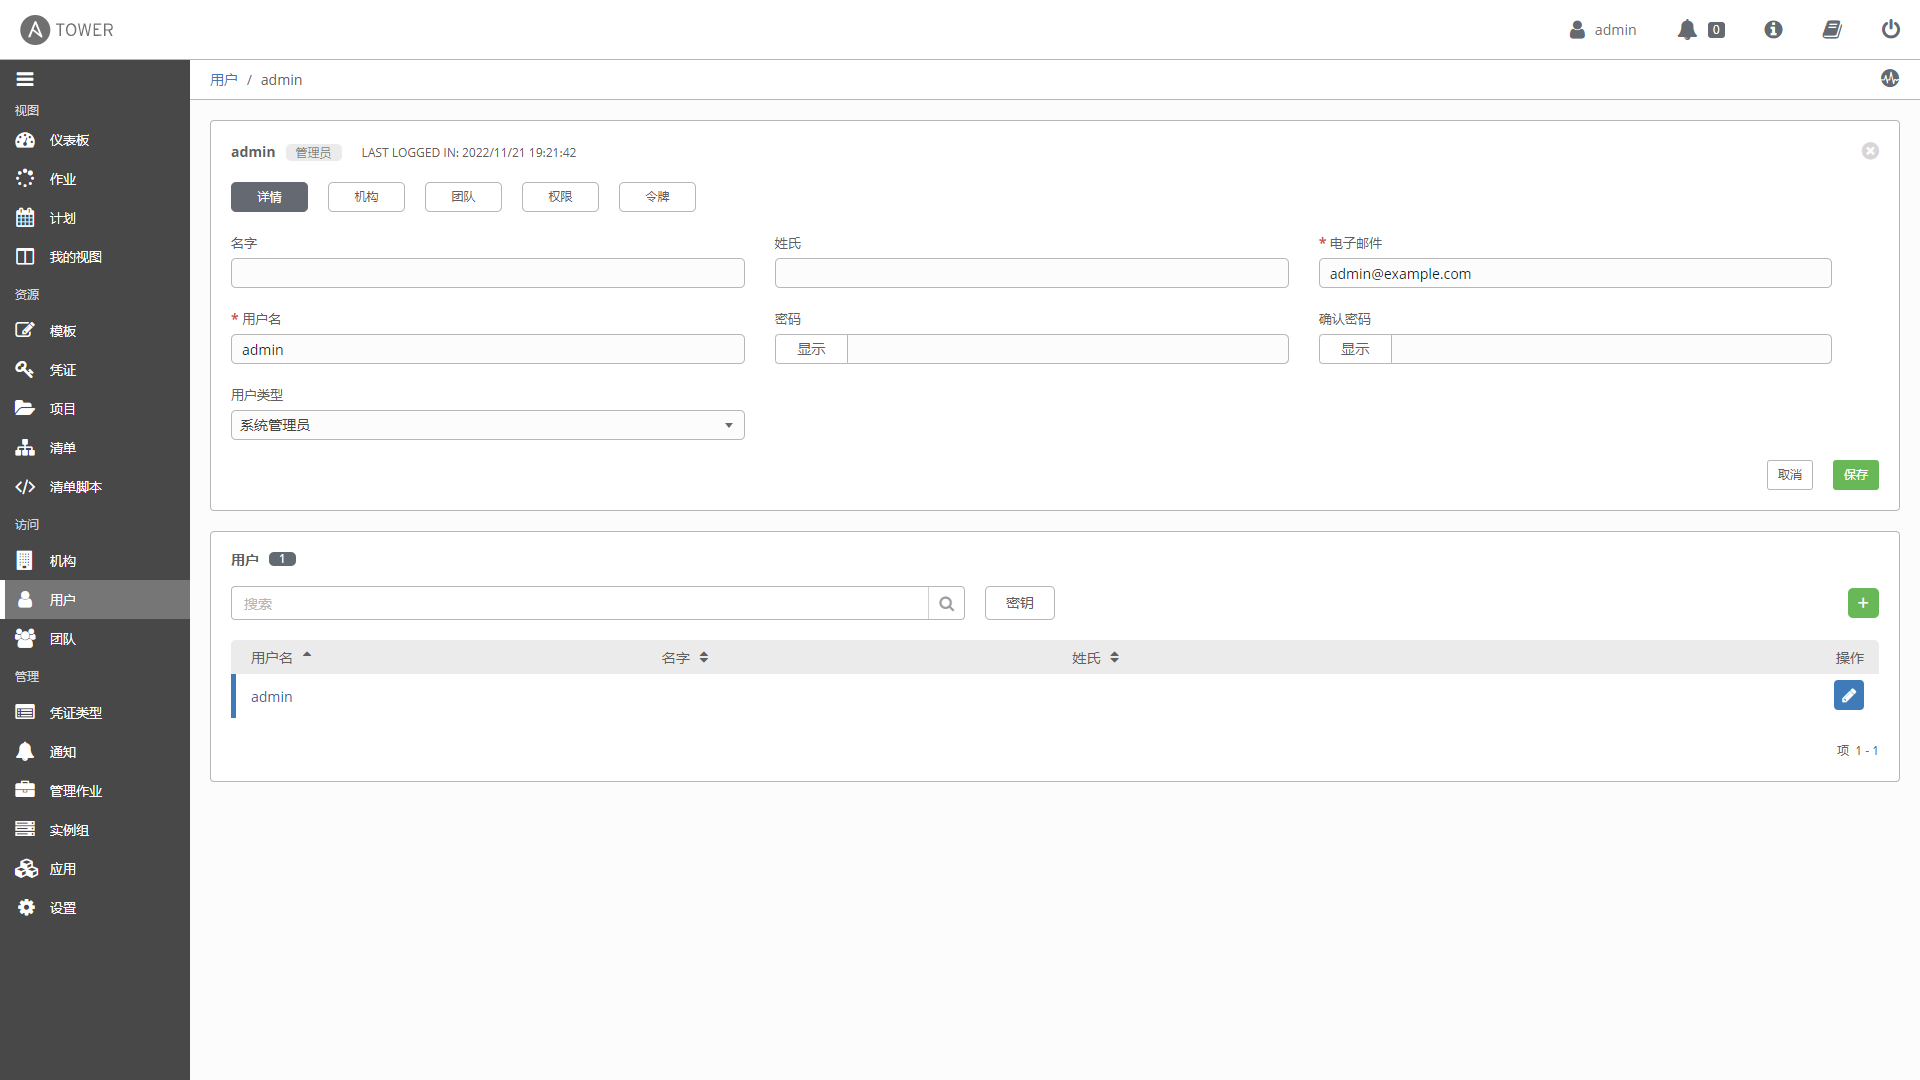 TOWER
admin
0
用户 / admin
视图
仪表板
作业
计划
我的视图
资源
模板
凭证
项目
清单
清单脚本
访问
机构
用户
团队
管理
凭证类型
通知
管理作业
实例组
应用
设置
admin 管理员 LAST LOGGED IN: 2022/11/21 19:21:42
详情 机构 团队 权限 令牌
名字 姓氏 * 电子邮件
admin@example.com
* 用户名 密码 确认密码
admin 显示 显示
用户类型
系统管理员
取消 保存
用户 1
搜索 密钥
用户名 名字 姓氏 操作
admin
项 1 - 1